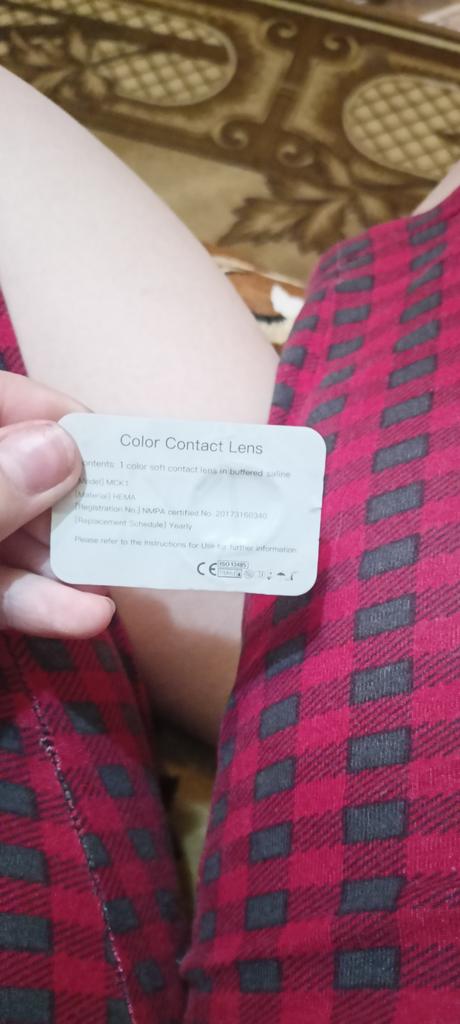 Color Contact Lens
ontents: 1 color soft contact lens in buffered saline
Model] MCK1
[Material] HEMA
[Registration No.] NMPA certified No. 20173160340
[Replacement Schedule] Yearly
Please refer to the Instructions for Use for further information
CE ISO 13485